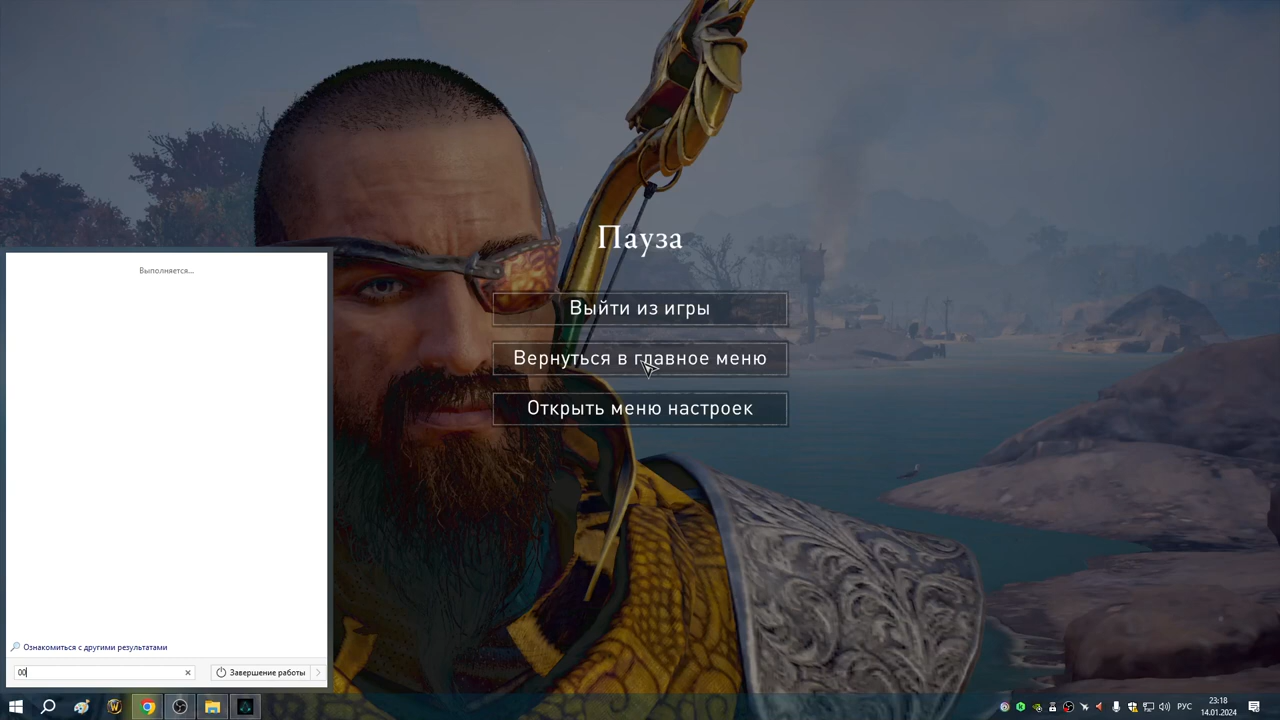 Пауза
Выйти из игры
Вернуться в главное меню
Открыть меню настроек
Выполняется...
Ознакомиться с другими результатами
00
Завершение работы
РУС
23:18
14.01.2024